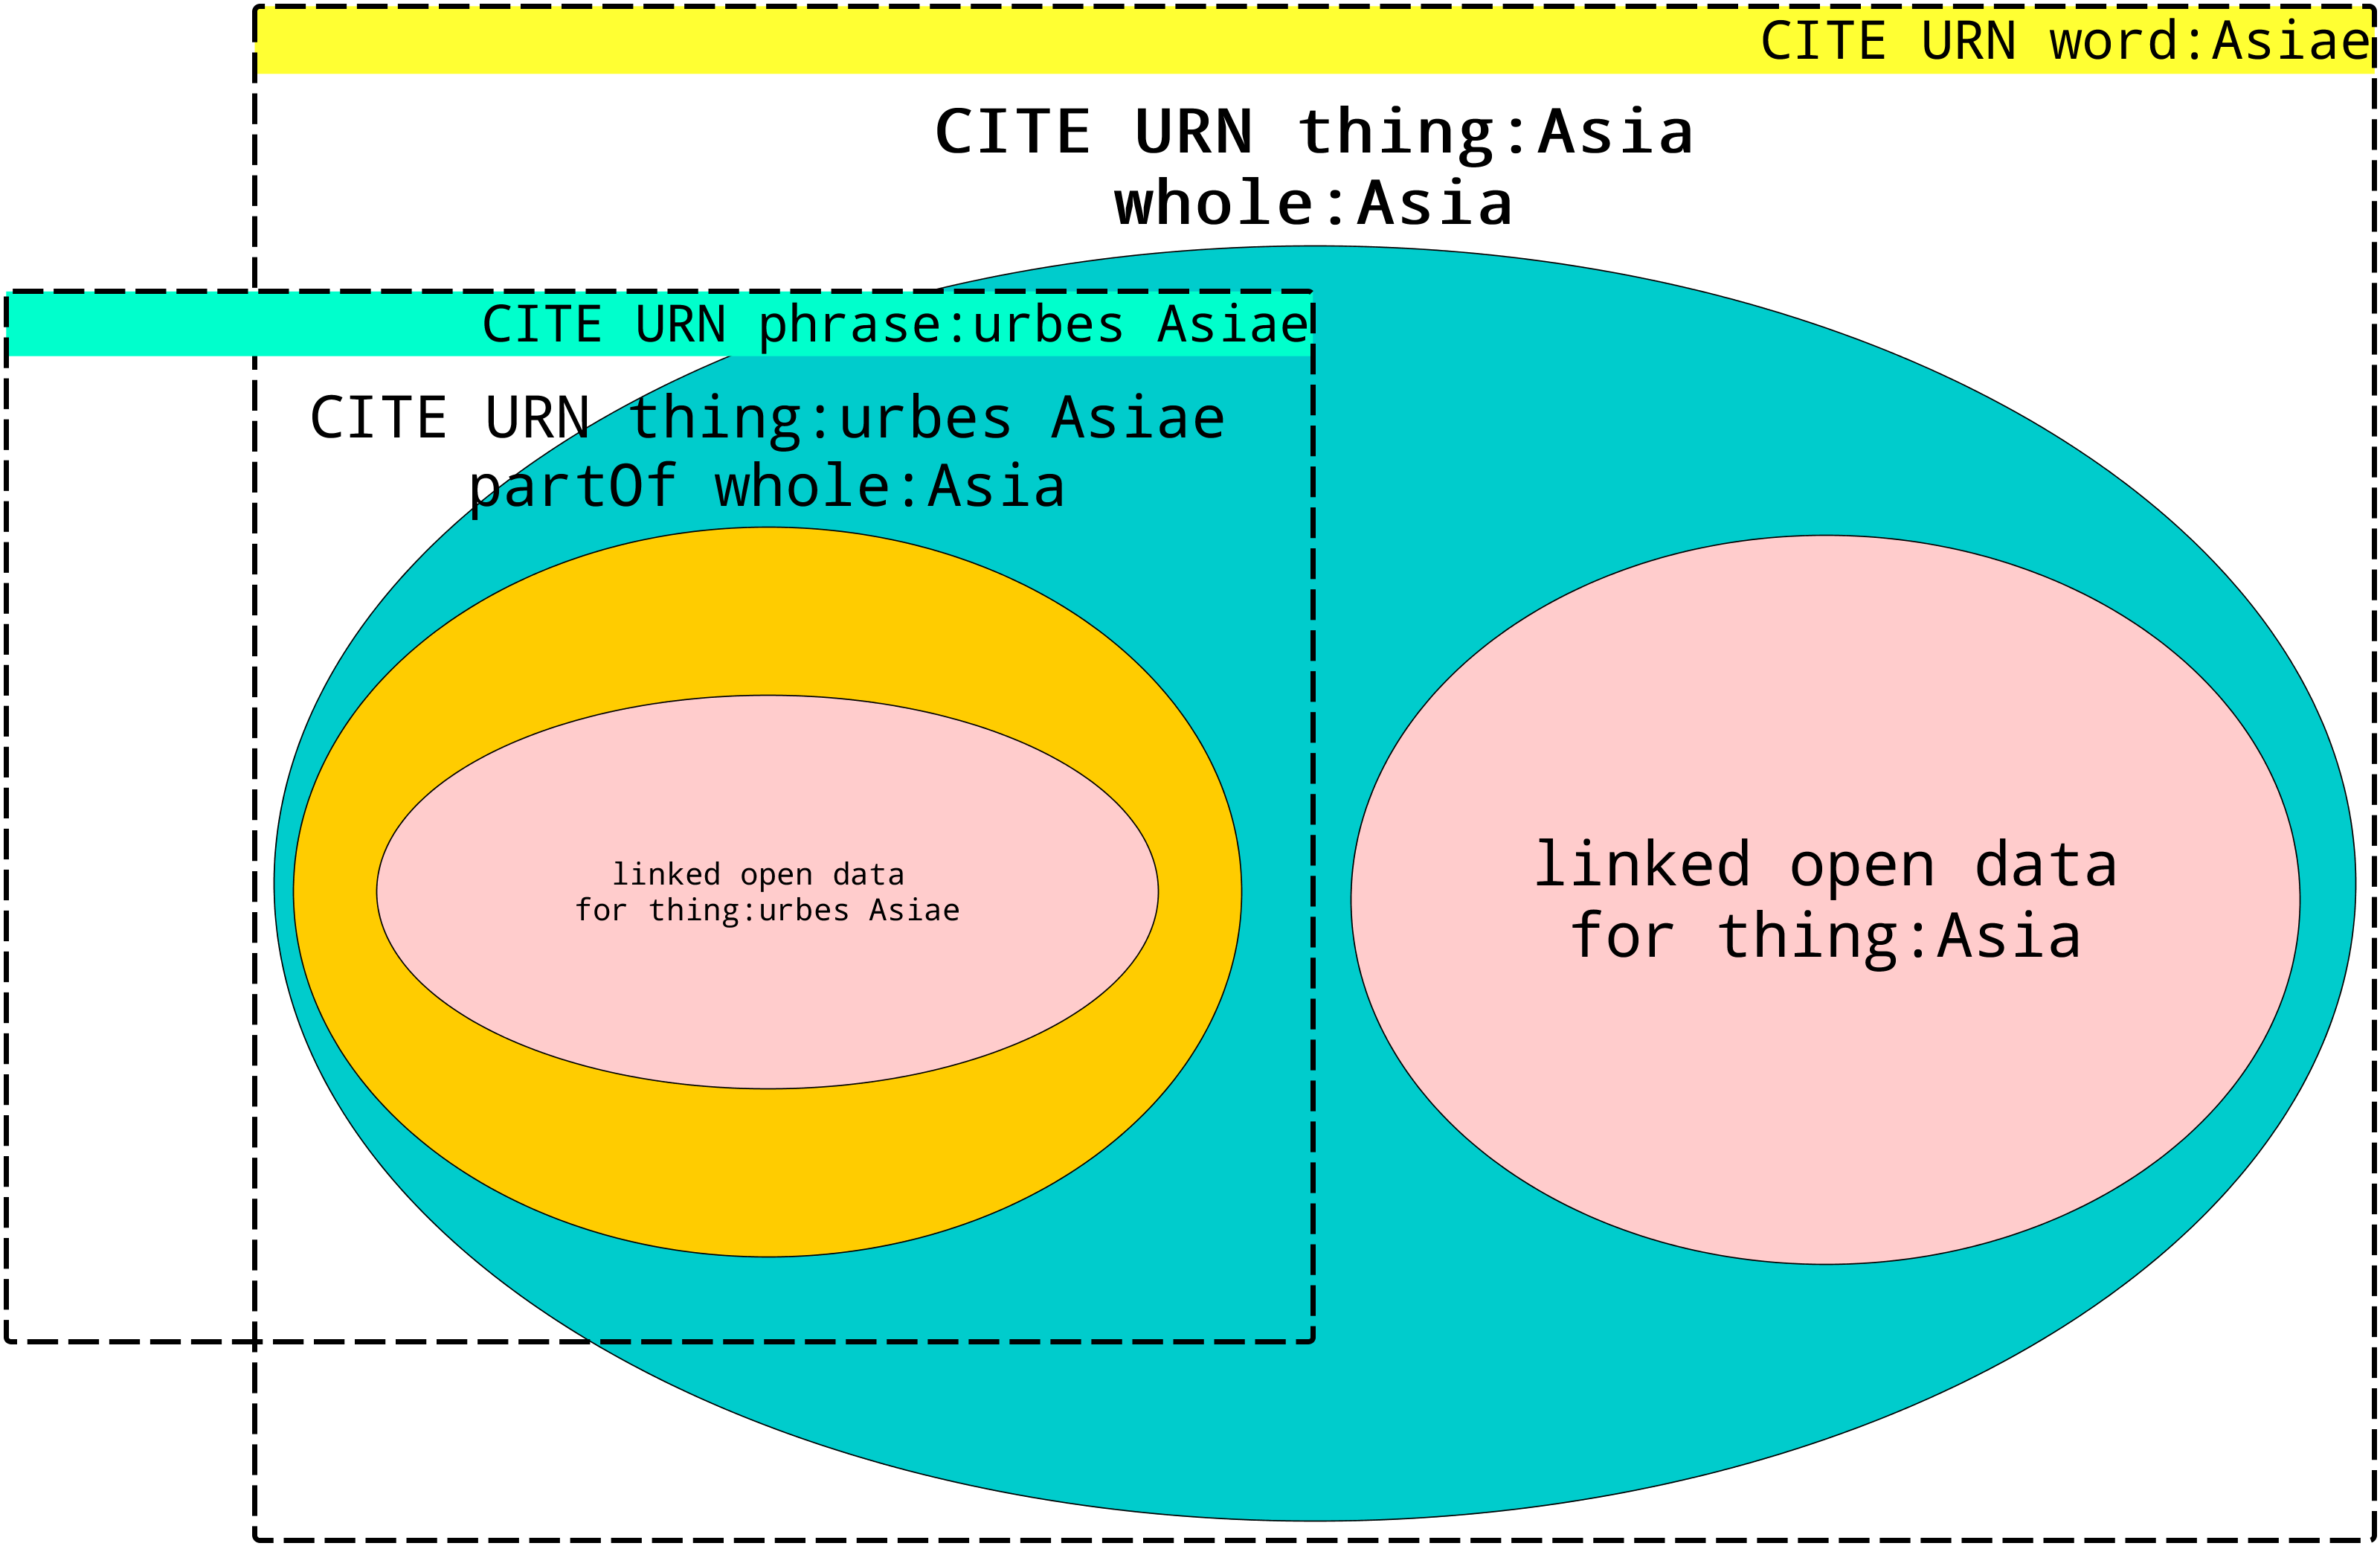 CITE URN word:Asiae
CITE URN thing:Asia
whole:Asia
CITE URN phrase:urbes Asiae
CITE URN thing:urbes Asiae
partOf whole:Asia
linked open data
for thing:urbes Asiae
linked open data
for thing:Asia